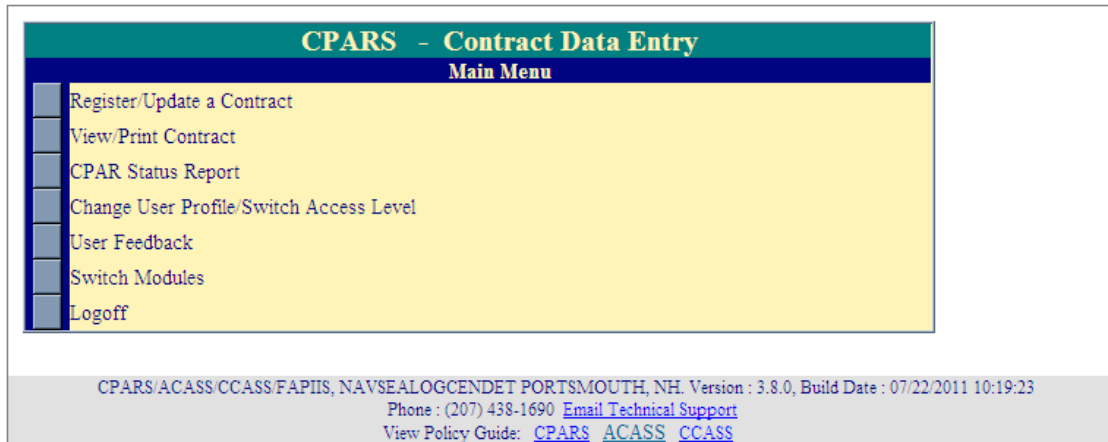 CPARS - Contract Data Entry
Main Menu
Register/Update a Contract
View/Print Contract
CPAR Status Report
Change User Profile/Switch Access Level
User Feedback
Switch Modules
Logoff
CPARS/ACASS/CCASS/FAPIIS, NAVSEALOGCENDET PORTSMOUTH, NH. Version : 3.8.0, Build Date : 07/22/2011 10:19:23
Phone : (207) 438-1690 Email Technical Support
View Policy Guide: CPARS ACASS CCASS